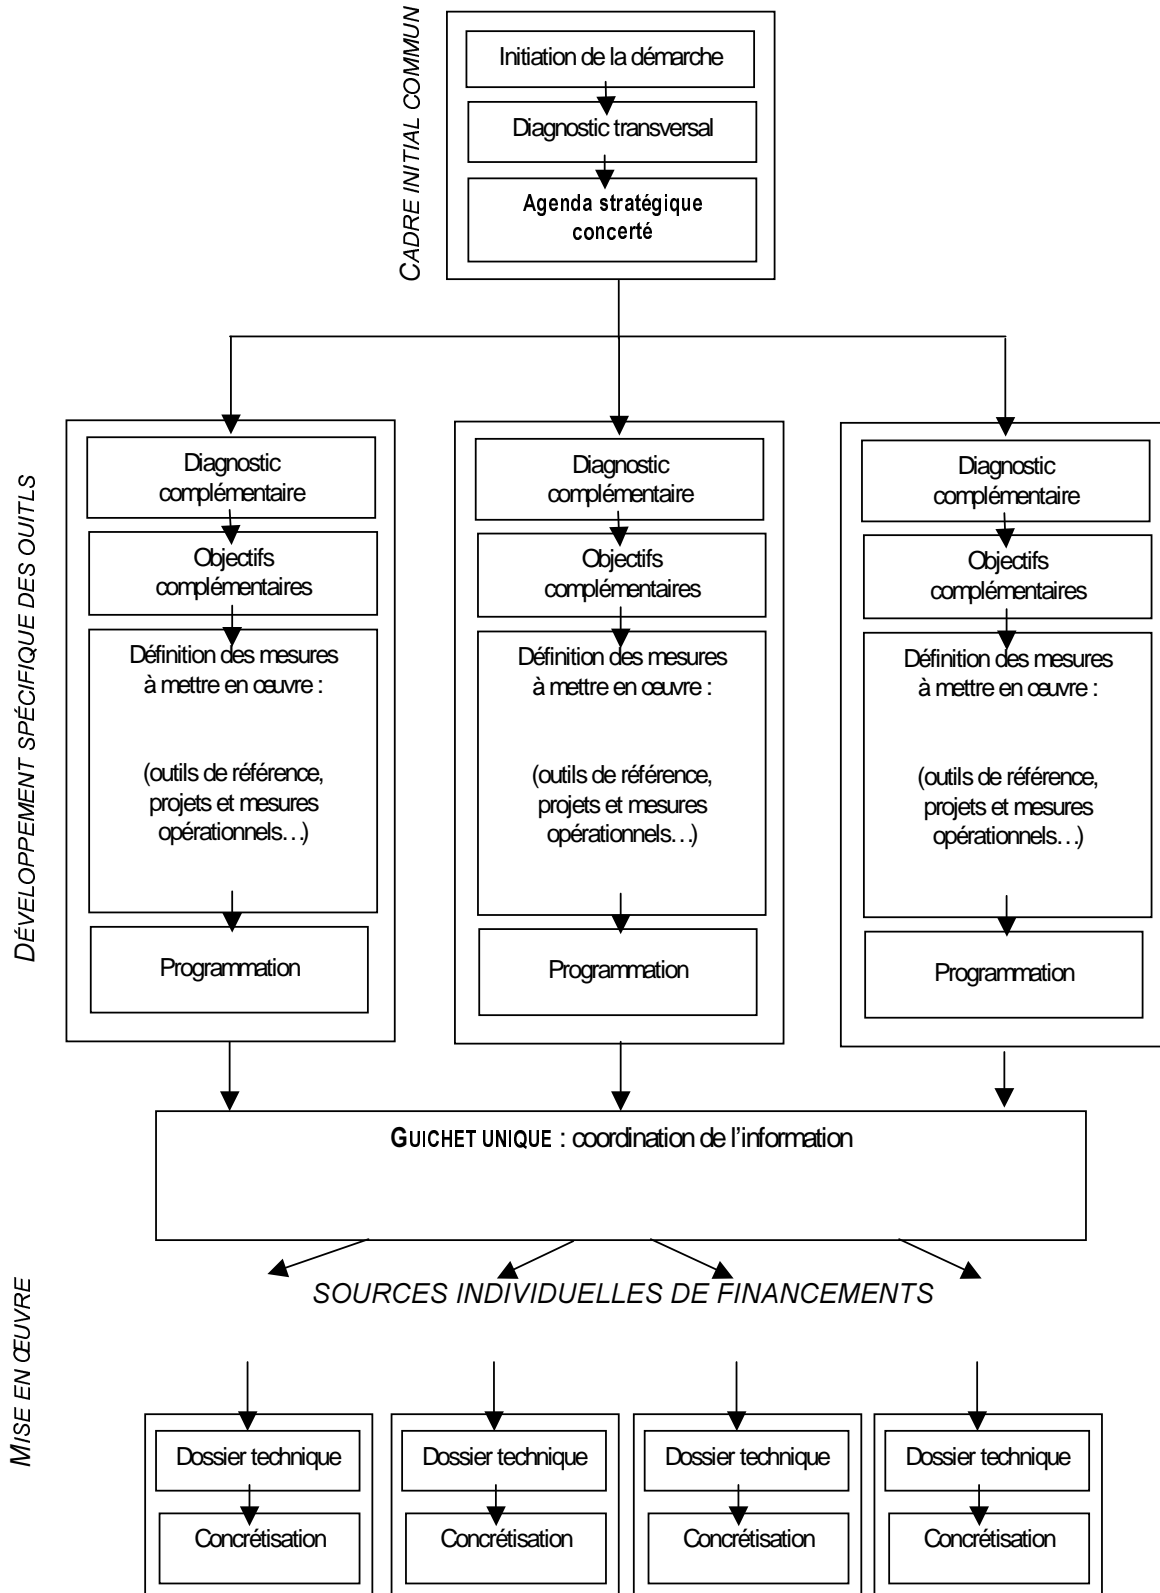 CADRE INITIAL COMMUN
Initiation de la démarche
Diagnostic transversal
Agenda stratégique
concerté
DÉVELOPPEMENT SPÉCIFIQUE DES OUITLS
Diagnostic
complémentaire
Objectifs
complémentaires
Définition des mesures
à mettre en œuvre :
(outils de référence,
projets et mesures
opérationnels…)
Programmation
Diagnostic
complémentaire
Objectifs
complémentaires
Définition des mesures
à mettre en œuvre :
(outils de référence,
projets et mesures
opérationnels…)
Programmation
Diagnostic
complémentaire
Objectifs
complémentaires
Définition des mesures
à mettre en œuvre :
(outils de référence,
projets et mesures
opérationnels…)
Programmation
GUICHET UNIQUE : coordination de l’information
MISE EN ŒUVRE
SOURCES INDIVIDUELLES DE FINANCEMENTS
Dossier technique
Concrétisation
Dossier technique
Concrétisation
Dossier technique
Concrétisation
Dossier technique
Concrétisation